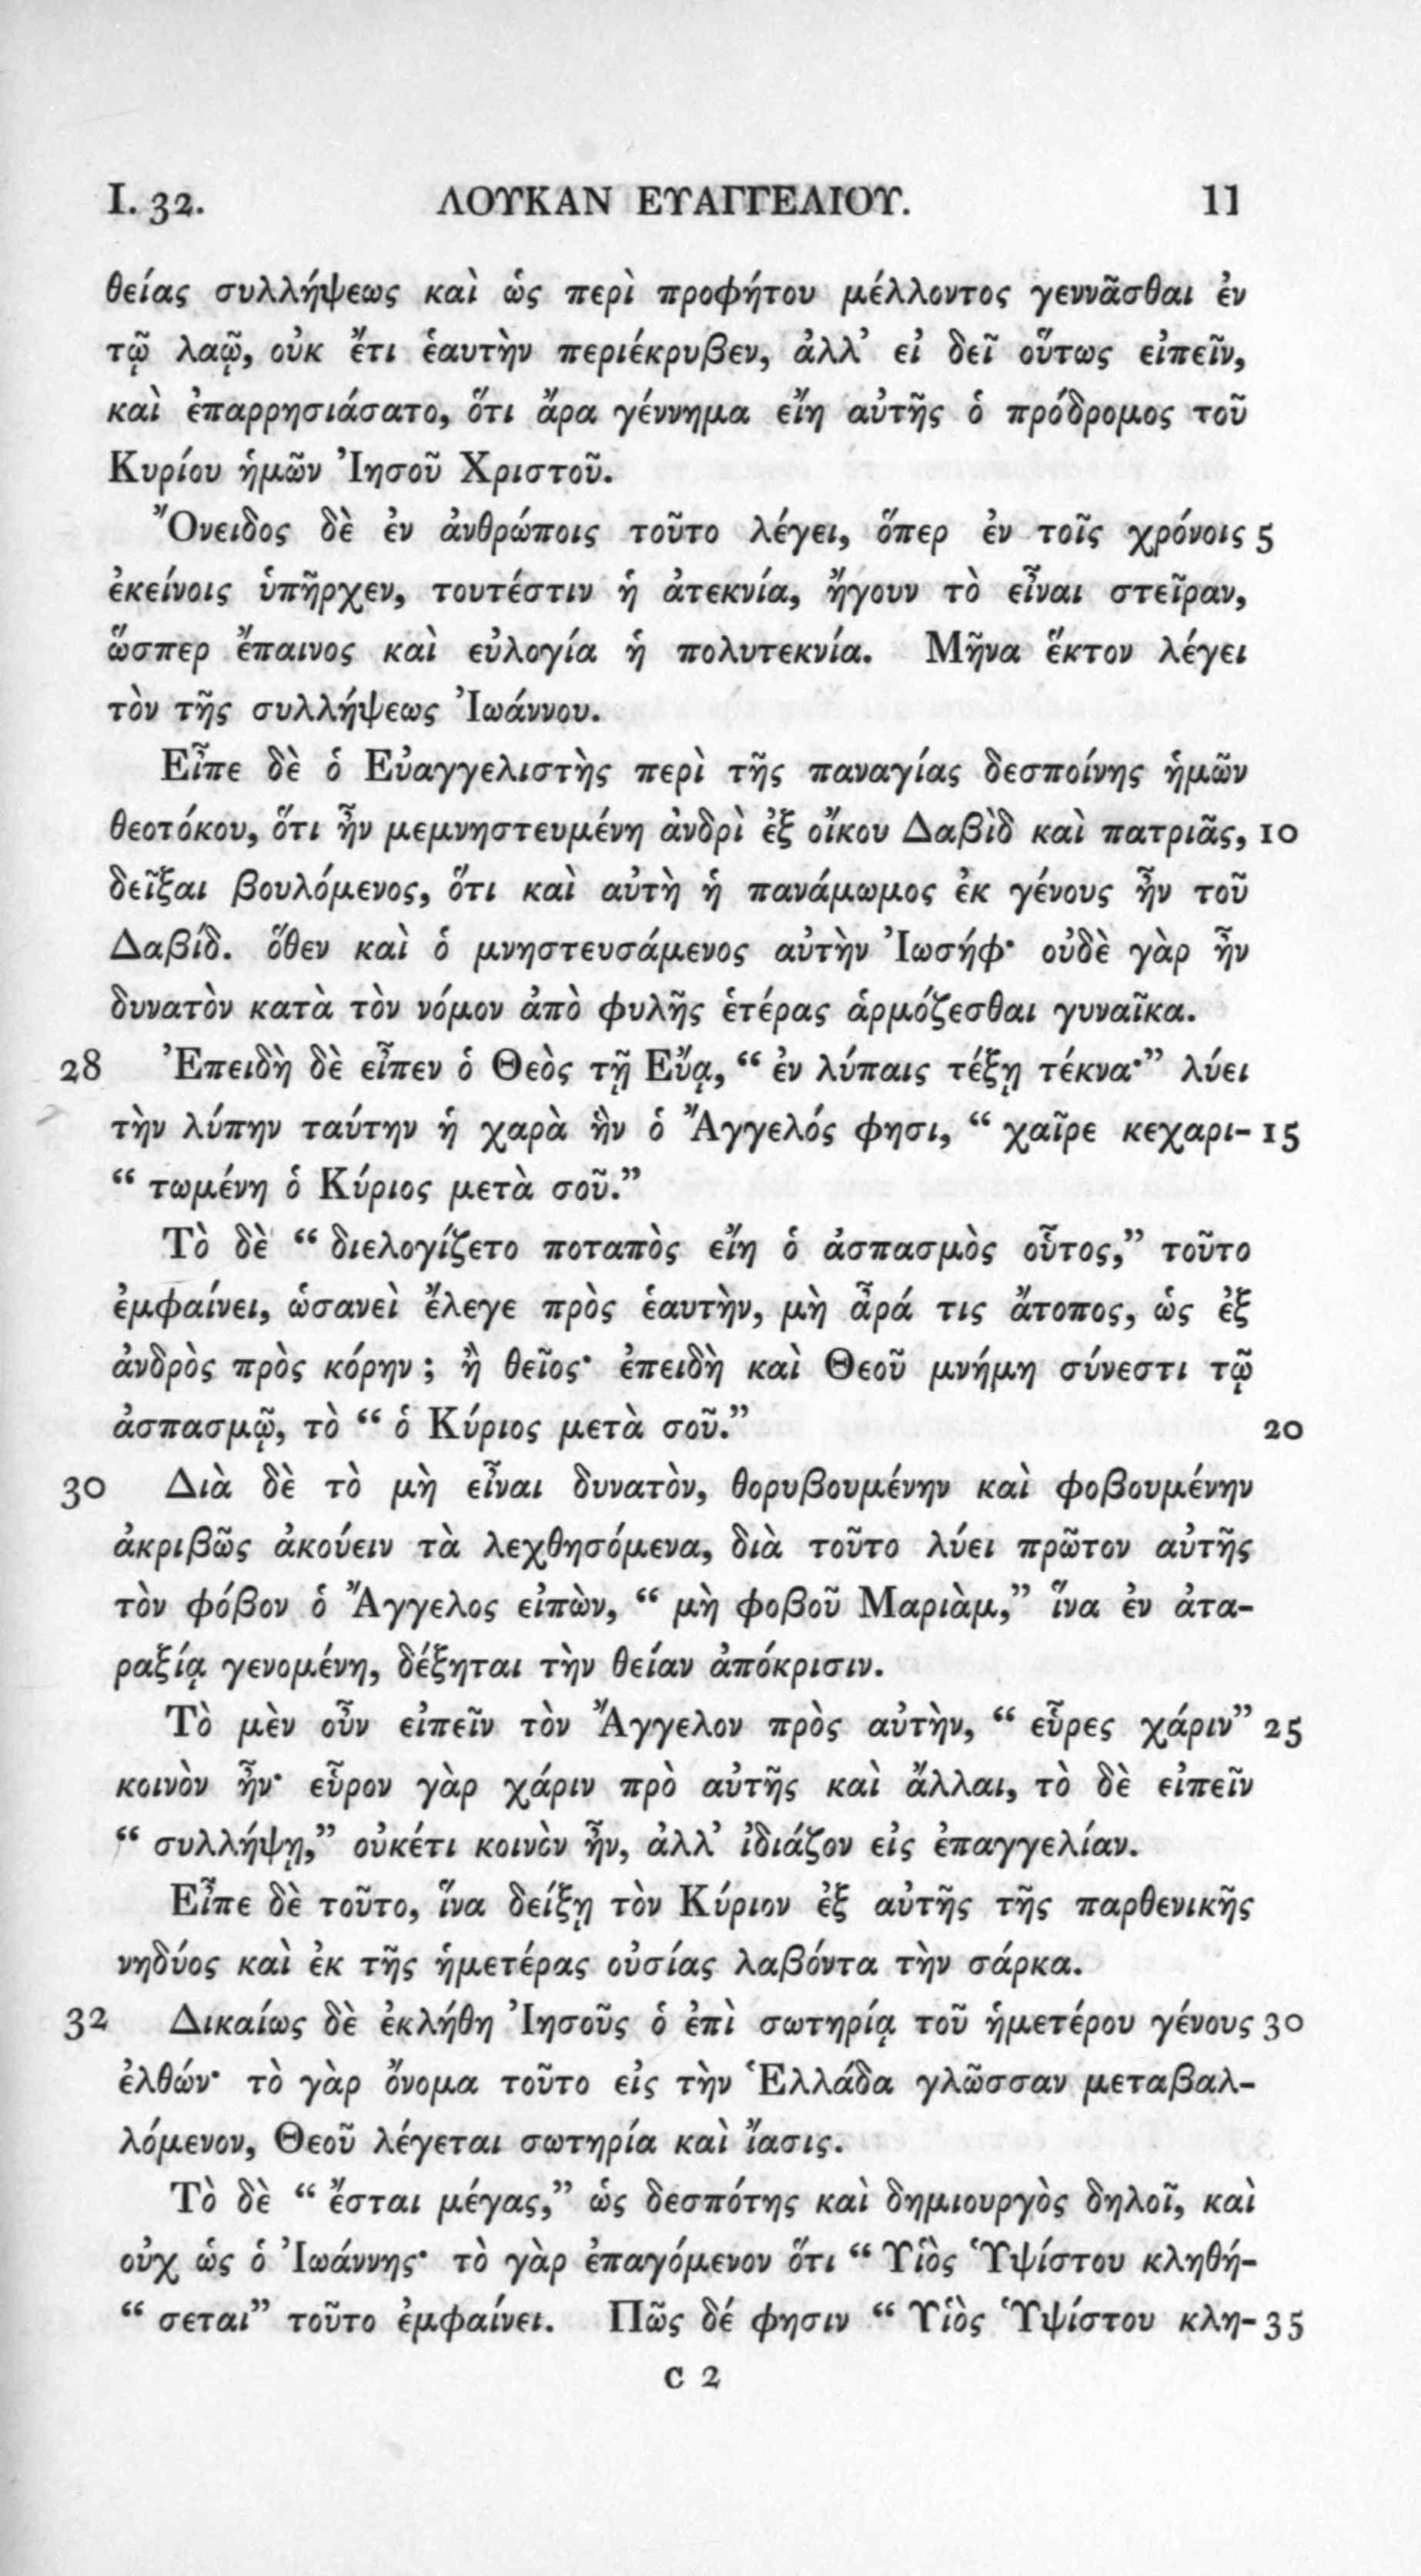 I. 32. ΛΟΥΚΑΝ ΕΥΑΓΓΕΛΙΟΥ. 11
θείας συλλήψεως καὶ ὡς περὶ προφήτου μέλλοντος γεννᾶσθαι ἐν
τῷ λαῷ, οὐκ ἔτι ἑαυτὴν περιέκρυβεν, ἀλλ’ εἰ δεῖ οὕτως εἰπεῖν,
καὶ ἐπαρρησιάσατο, ὅτι ἄρα γέννημα εἴη αὐτῆς ὁ πρόδρομος τοῦ
Κυρίου ἡμῶν Ἰησοῦ Χριστοῦ.
Ὄνειδος δὲ ἐν ἀνθρώποις τοῦτο λέγει, ὅπερ ἐν τοῖς χρόνοις 5
ἐκείνοις ὑπῆρχεν, τουτέστιν ἡ ἀτεκνία, ἤγουν τὸ εἶναι στεῖραν,
ὥσπερ ἔπαινος καὶ εὐλογία ἡ πολυτεκνία. Μῆνα ἕκτον λέγει
τὸν τῆς συλλήψεως Ἰωάννου.
Εἶπε δὲ ὁ Εὐαγγελιστὴς περὶ τῆς παναγίας δεσποίνης ἡμῶν
θεοτόκου, ὅτι ἦν μεμνηστευμένη ἀνδρὶ ἐξ οἴκου Δαβὶδ καὶ πατριᾶς, 10
δεῖξαι βουλόμενος, ὅτι καὶ αὐτὴ ἡ πανάμωμος ἐκ γένους ἦν τοῦ
Δαβίδ. ὅθεν καὶ ὁ μνηστευσάμενος αὐτὴν Ἰωσήφ· οὐδὲ γὰρ ἦν
δυνατὸν κατὰ τὸν νόμον ἀπὸ φυλῆς ἑτέρας ἁρμόζεσθαι γυναῖκα.
28 Ἐπειδὴ δὲ εἶπεν ὁ Θεὸς τῇ Εὔᾳ, “ ἐν λύπαις τέξῃ τέκνα·” λύει
τὴν λύπην ταύτην ἡ χαρὰ ἣν ὁ Ἄγγελός φησι, “ χαῖρε κεχαρι- 15
“ τωμένη ὁ Κύριος μετὰ σοῦ.”
Τὸ δὲ “ διελογίζετο ποταπὸς εἴη ὁ ἀσπασμὸς οὗτος,” τοῦτο
ἐμφαίνει, ὡσανεὶ ἔλεγε πρὸς ἑαυτὴν, μὴ ἆρά τις ἄτοπος, ὡς ἐξ
ἀνδρὸς πρὸς κόρην ; ἢ θεῖος· ἐπειδὴ καὶ Θεοῦ μνήμη σύνεστι τῷ
ἀσπασμῷ, τὸ “ ὁ Κύριος μετὰ σοῦ.” 20
30 Διὰ δὲ τὸ μὴ εἶναι δυνατὸν, θορυβουμένην καὶ φοβουμένην
ἀκριβῶς ἀκούειν τὰ λεχθησόμενα, διὰ τοῦτο λύει πρῶτον αὐτῆς
τὸν φόβον ὁ Ἄγγελος εἰπὼν, “ μὴ φοβοῦ Μαριὰμ,” ἵνα ἐν ἀτα-
ραξίᾳ γενομένη, δέξηται τὴν θείαν ἀπόκρισιν.
Τὸ μὲν οὖν εἰπεῖν τὸν Ἄγγελον πρὸς αὐτὴν, “ εὗρες χάριν” 25
κοινὸν ἦν· εὗρον γὰρ χάριν πρὸ αὐτῆς καὶ ἄλλαι, τὸ δὲ εἰπεῖν
“ συλλήψῃ,” οὐκέτι κοινὸν ἦν, ἀλλ’ ἰδιάζον εἰς ἐπαγγελίαν.
Εἶπε δὲ τοῦτο, ἵνα δείξῃ τὸν Κύριον ἐξ αὐτῆς τῆς παρθενικῆς
νηδύος καὶ ἐκ τῆς ἡμετέρας οὐσίας λαβόντα τὴν σάρκα.
32 Δικαίως δὲ ἐκλήθη Ἰησοῦς ὁ ἐπὶ σωτηρίᾳ τοῦ ἡμετέρου γένους 30
ἐλθών· τὸ γὰρ ὄνομα τοῦτο εἰς τὴν Ἑλλάδα γλῶσσαν μεταβαλ-
λόμενον, Θεοῦ λέγεται σωτηρία καὶ ἴασις.
Τὸ δὲ “ ἔσται μέγας,” ὡς δεσπότης καὶ δημιουργὸς δηλοῖ, καὶ
οὐχ ὡς ὁ Ἰωάννης· τὸ γὰρ ἐπαγόμενον ὅτι “ Υἱὸς Ὑψίστου κληθή-
“ σεται” τοῦτο ἐμφαίνει. Πῶς δέ φησιν “ Υἱὸς Ὑψίστου κλη- 35
C 2